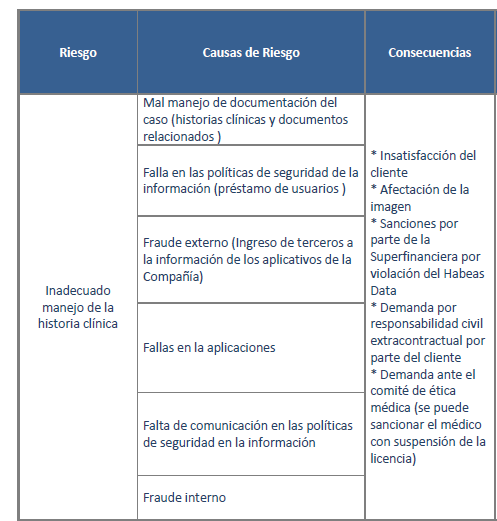 Riesgo
Causas de Riesgo
Consecuencias
Inadecuado
manejo de la
historia clínica
Mal manejo de documentación del
caso (historias clínicas y documentos
relacionados )
Falla en las políticas de seguridad de la
información (préstamo de usuarios )
Fraude externo (Ingreso de terceros a
la información de los aplicativos de la
Compañía)
Fallas en la aplicaciones
Falta de comunicación en las políticas
de seguridad en la información
Fraude interno
* Insatisfacción del
cliente
* Afectación de la
imagen
* Sanciones por
parte de la
Superfinanciera por
violación del Habeas
Data
* Demanda por
responsabilidad civil
extracontractual por
parte del cliente
* Demanda ante el
comité de ética
médica (se puede
sancionar el médico
con suspensión de la
licencia)